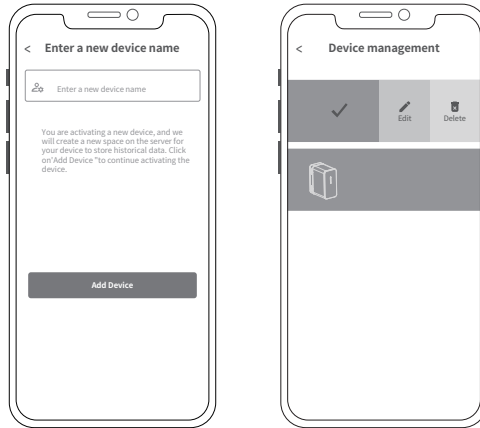 < Enter a new device name
Enter a new device name
You are activating a new device, and we
will create a new space on the server for
your device to store historical data. Click
on'Add Device "to continue activating the
device.
Add Device
< Device management
Edit
Delete